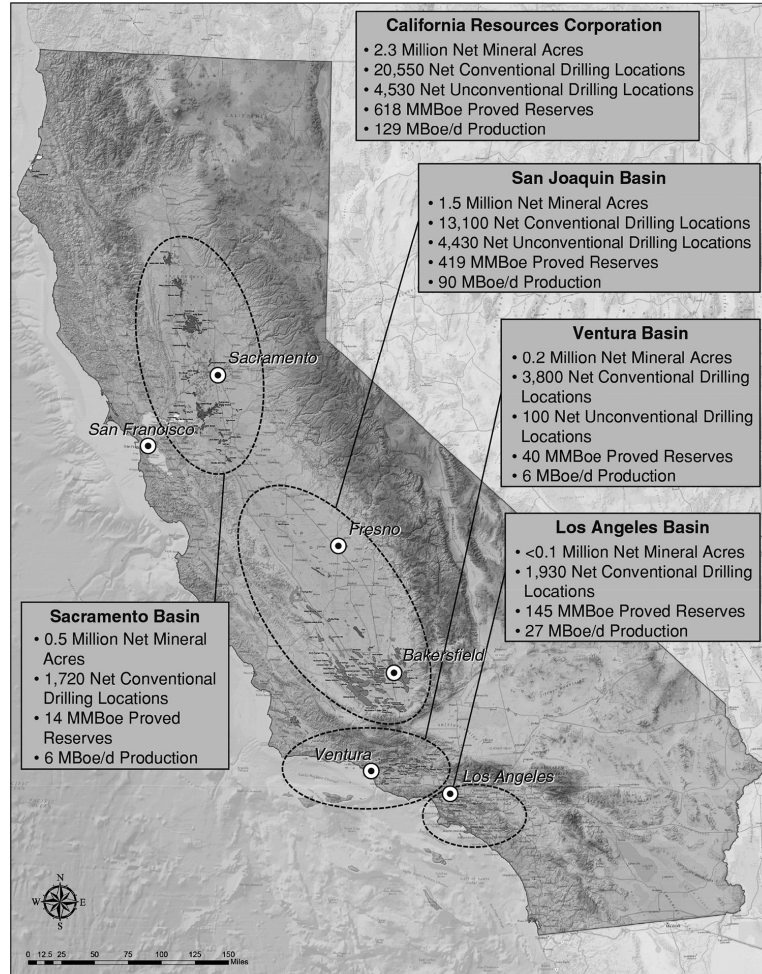 California Resources Corporation
• 2.3 Million Net Mineral Acres
• 20,550 Net Conventional Drilling Locations
• 4,530 Net Unconventional Drilling Locations
• 618 MMBoe Proved Reserves
• 129 MBoe/d Production
San Joaquin Basin
• 1.5 Million Net Mineral Acres
• 13,100 Net Conventional Drilling Locations
• 4,430 Net Unconventional Drilling Locations
• 419 MMBoe Proved Reserves
• 90 MBoe/d Production
Ventura Basin
• 0.2 Million Net Mineral Acres
• 3,800 Net Conventional Drilling
Locations
• 100 Net Unconventional Drilling
Locations
• 40 MMBoe Proved Reserves
• 6 MBoe/d Production
Los Angeles Basin
• <0.1 Million Net Mineral Acres
• 1,930 Net Conventional Drilling
Locations
• 145 MMBoe Proved Reserves
• 27 MBoe/d Production
Sacramento Basin
• 0.5 Million Net Mineral
Acres
• 1,720 Net Conventional
Drilling Locations
• 14 MMBoe Proved
Reserves
• 6 MBoe/d Production
Sacramento
San Francisco
Fresno
Bakersfield
Ventura
Los Angeles
N
W E
S
0 12.5 25 50 75 100 150
Miles